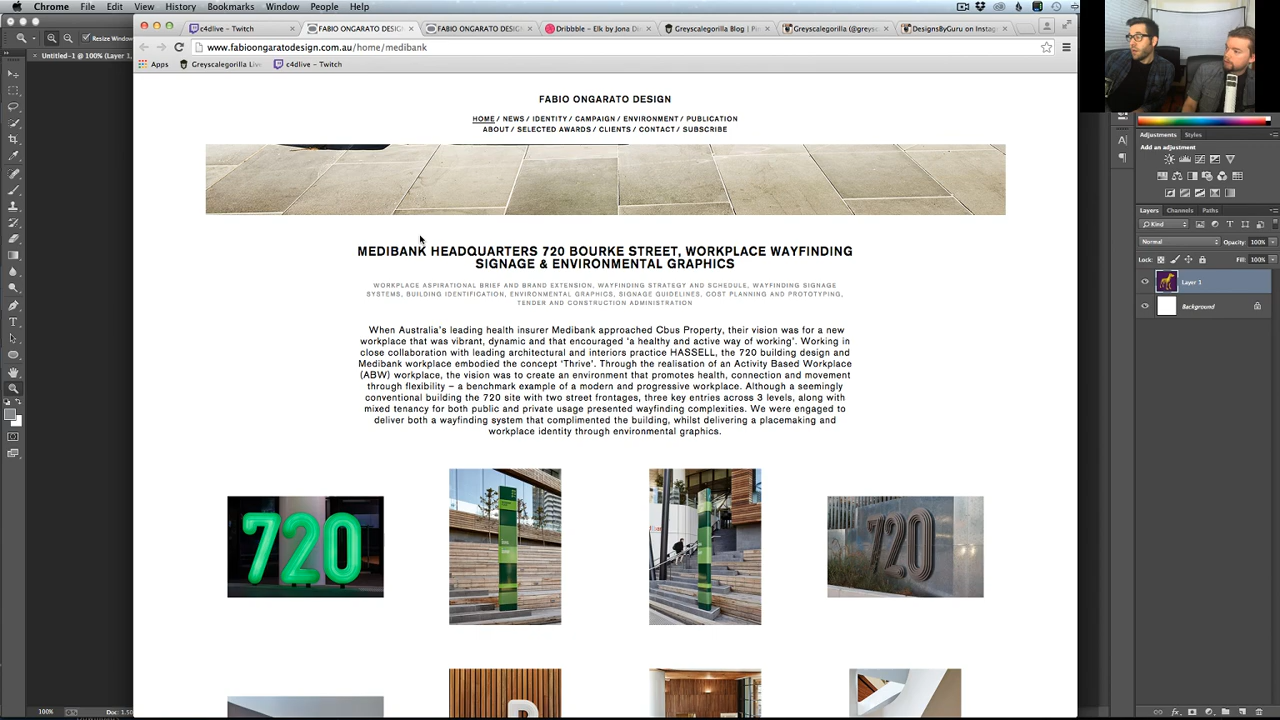 Chrome File Edit View History Bookmarks Window People Help
c4dlive - Twitch
FABIO ONGARATO DESIGN
FABIO ONGARATO DESIG
Dribbble - Elk by Jona Di
Greyscalegorilla Blog | Pi
Greyscalegorilla (@greys
DesignsByGuru on Instag
Resize Window
www.fabioongaratodesign.com.au/home/medibank
Untitled-1 @ 100% (Layer 1
Apps Greyscalegorilla Liv c4dlive - Twitch
FABIO ONGARATO DESIGN
HOME / NEWS / IDENTITY / CAMPAIGN / ENVIRONMENT / PUBLICATION
ABOUT / SELECTED AWARDS / CLIENTS / CONTACT / SUBSCRIBE
MEDIBANK HEADQUARTERS 720 BOURKE STREET, WORKPLACE WAYFINDING
SIGNAGE & ENVIRONMENTAL GRAPHICS
WORKPLACE ASPIRATIONAL BRIEF AND BRAND EXTENSION, WAYFINDING STRATEGY AND SCHEDULE, WAYFINDING SIGNAGE
SYSTEMS, BUILDING IDENTIFICATION, ENVIRONMENTAL GRAPHICS, SIGNAGE GUIDELINES, COST PLANNING AND PROTOTYPING,
TENDER AND CONSTRUCTION ADMINISTRATION
When Australia's leading health insurer Medibank approached Cbus Property, their vision was for a new
workplace that was vibrant, dynamic and that encouraged 'a healthy and active way of working'. Working in
close collaboration with leading architectural and interiors practice HASSELL, the 720 building design and
Medibank workplace embodied the concept 'Thrive'. Through the realisation of an Activity Based Workplace
(ABW) workplace, the vision was to create an environment that promotes health, connection and movement
through flexibility – a benchmark example of a modern and progressive workplace. Although a seemingly
conventional building the 720 site with two street frontages, three key entries across 3 levels, along with
mixed tenancy for both public and private usage presented wayfinding complexities. We were engaged to
deliver both a wayfinding system that complimented the building, whilst delivering a placemaking and
workplace identity through environmental graphics.
720
720
Adjustments Styles
Add an adjustment
Layers Channels Paths
Kind
Normal Opacity: 100%
Lock: Fill: 100%
Layer 1
Background
100% Doc: 1.50